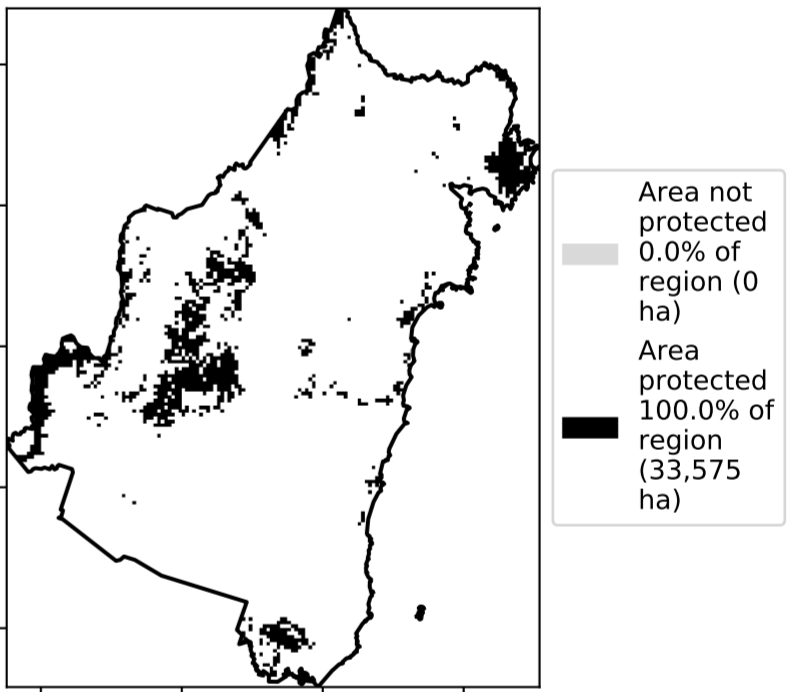 Area not
protected
0.0% of
region (0
ha)
Area
protected
100.0% of
region
(33,575
ha)